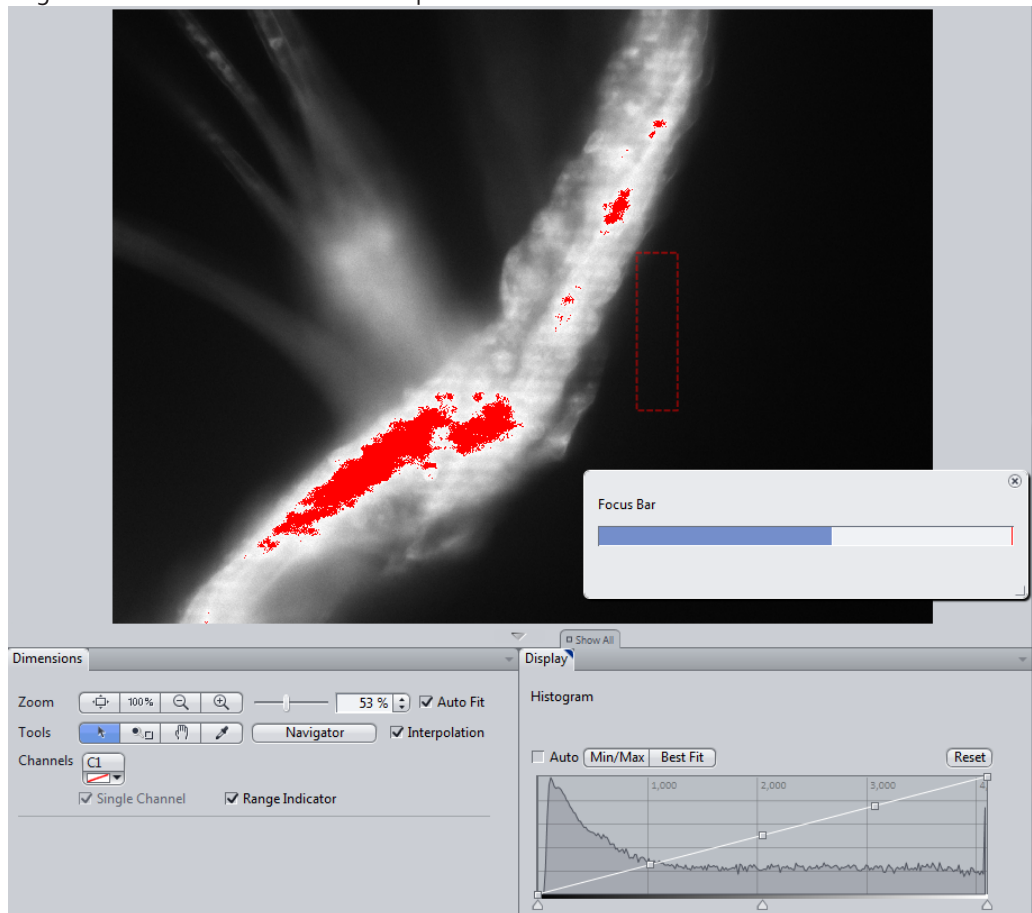 Focus Bar
Show All
Dimensions
Display
Zoom 100% 53 % Auto Fit
Histogram
Tools Navigator Interpolation
Channels C1
Auto Min/Max Best Fit Reset
Single Channel Range Indicator
1,000 2,000 3,000